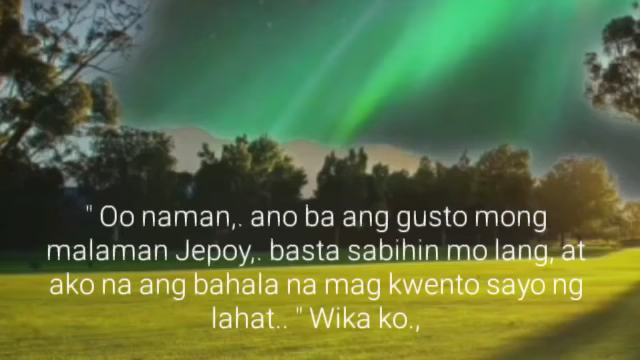 " Oo naman,. ano ba ang gusto mong
malaman Jepoy,. basta sabihin mo lang, at
ako na ang bahala na mag kwento sayo ng
lahat.. " Wika ko.,